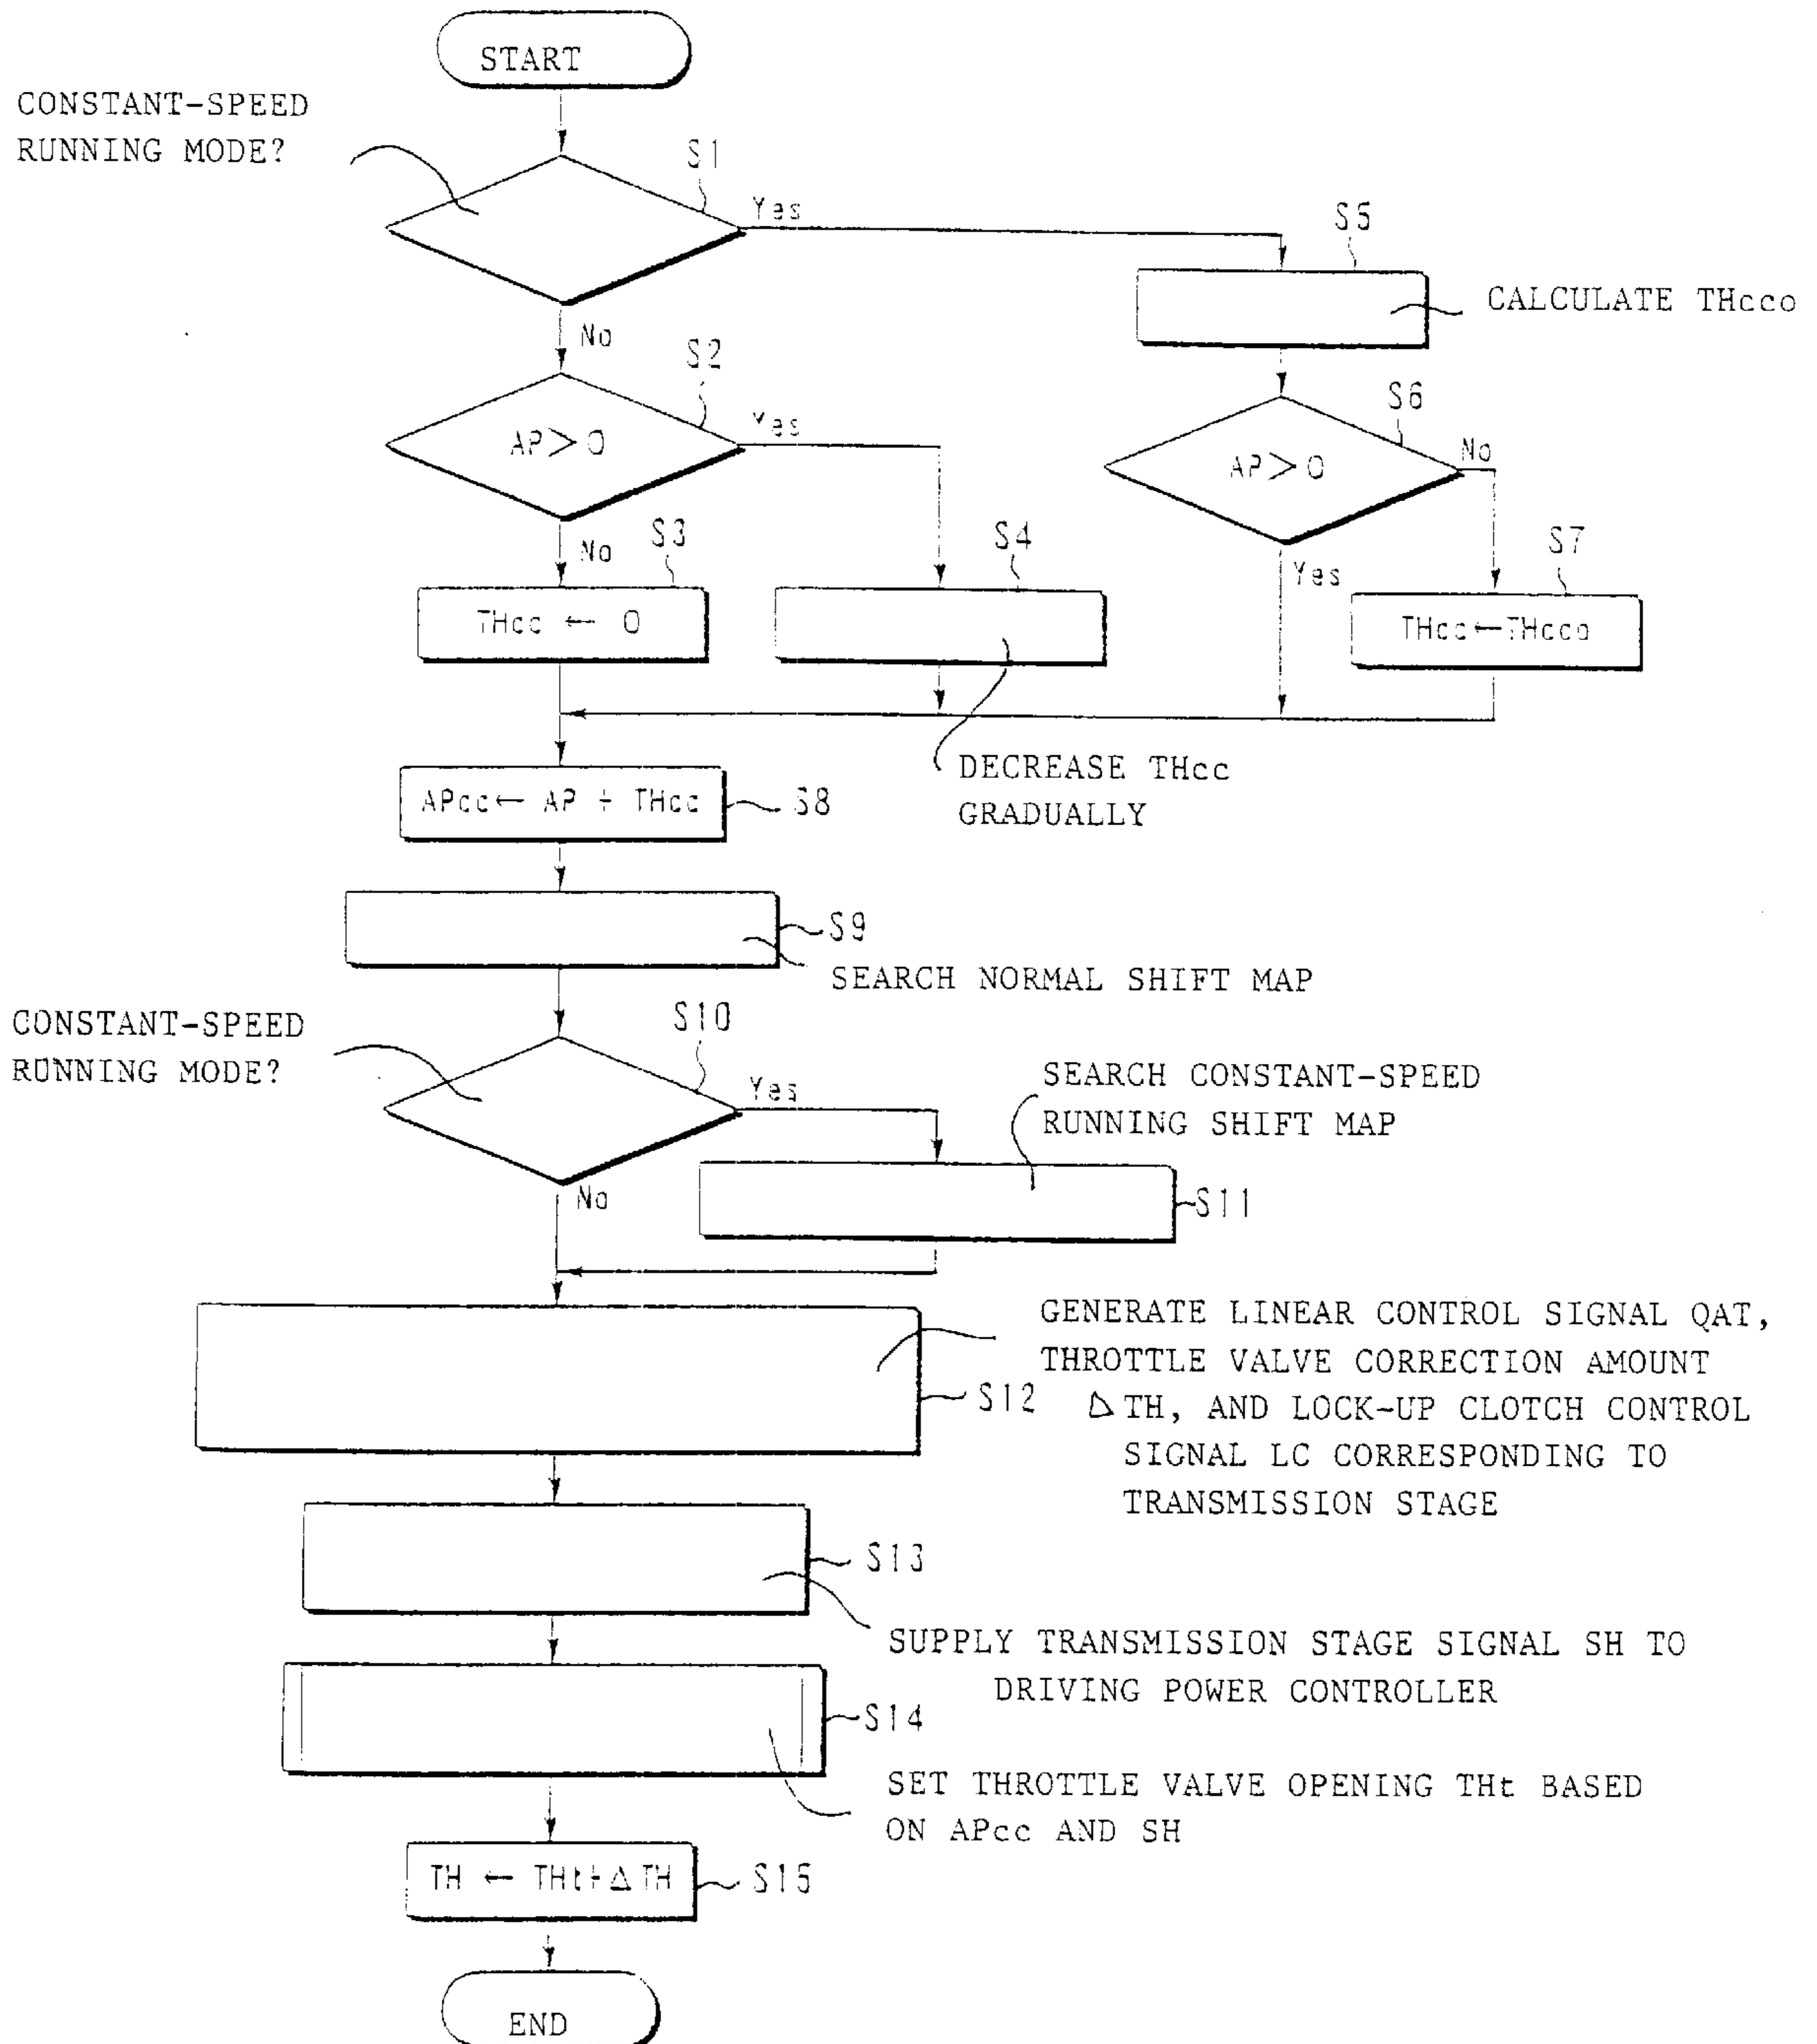 START
CONSTANT-SPEED
RUNNING MODE?
S1
Yes
No
S5
CALCULATE THcco
S2
AP>0
Yes
No
S6
AP>0
No
Yes
S3
THcc ← 0
S4
S7
THcc←THcco
DECREASE THcc
GRADUALLY
APcc← AP + THcc
S8
S9
SEARCH NORMAL SHIFT MAP
CONSTANT-SPEED
RUNNING MODE?
S10
Yes
No
SEARCH CONSTANT-SPEED
RUNNING SHIFT MAP
S11
GENERATE LINEAR CONTROL SIGNAL QAT,
THROTTLE VALVE CORRECTION AMOUNT
△TH, AND LOCK-UP CLOTCH CONTROL
SIGNAL LC CORRESPONDING TO
TRANSMISSION STAGE
S12
S13
SUPPLY TRANSMISSION STAGE SIGNAL SH TO
DRIVING POWER CONTROLLER
S14
SET THROTTLE VALVE OPENING THt BASED
ON APcc AND SH
TH ← THt+△TH
S15
END